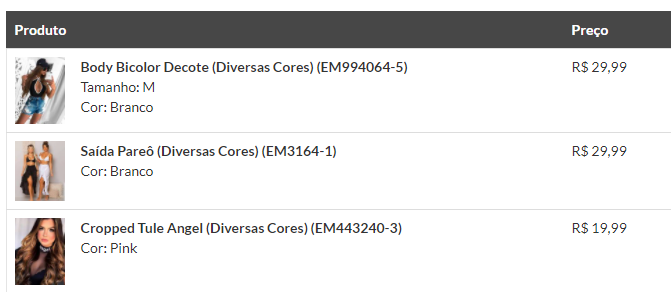 Produto Preço
Body Bicolor Decote (Diversas Cores) (EM994064-5) R$ 29,99
Tamanho: M
Cor: Branco
Saída Pareô (Diversas Cores) (EM3164-1) R$ 29,99
Cor: Branco
Cropped Tule Angel (Diversas Cores) (EM443240-3) R$ 19,99
Cor: Pink